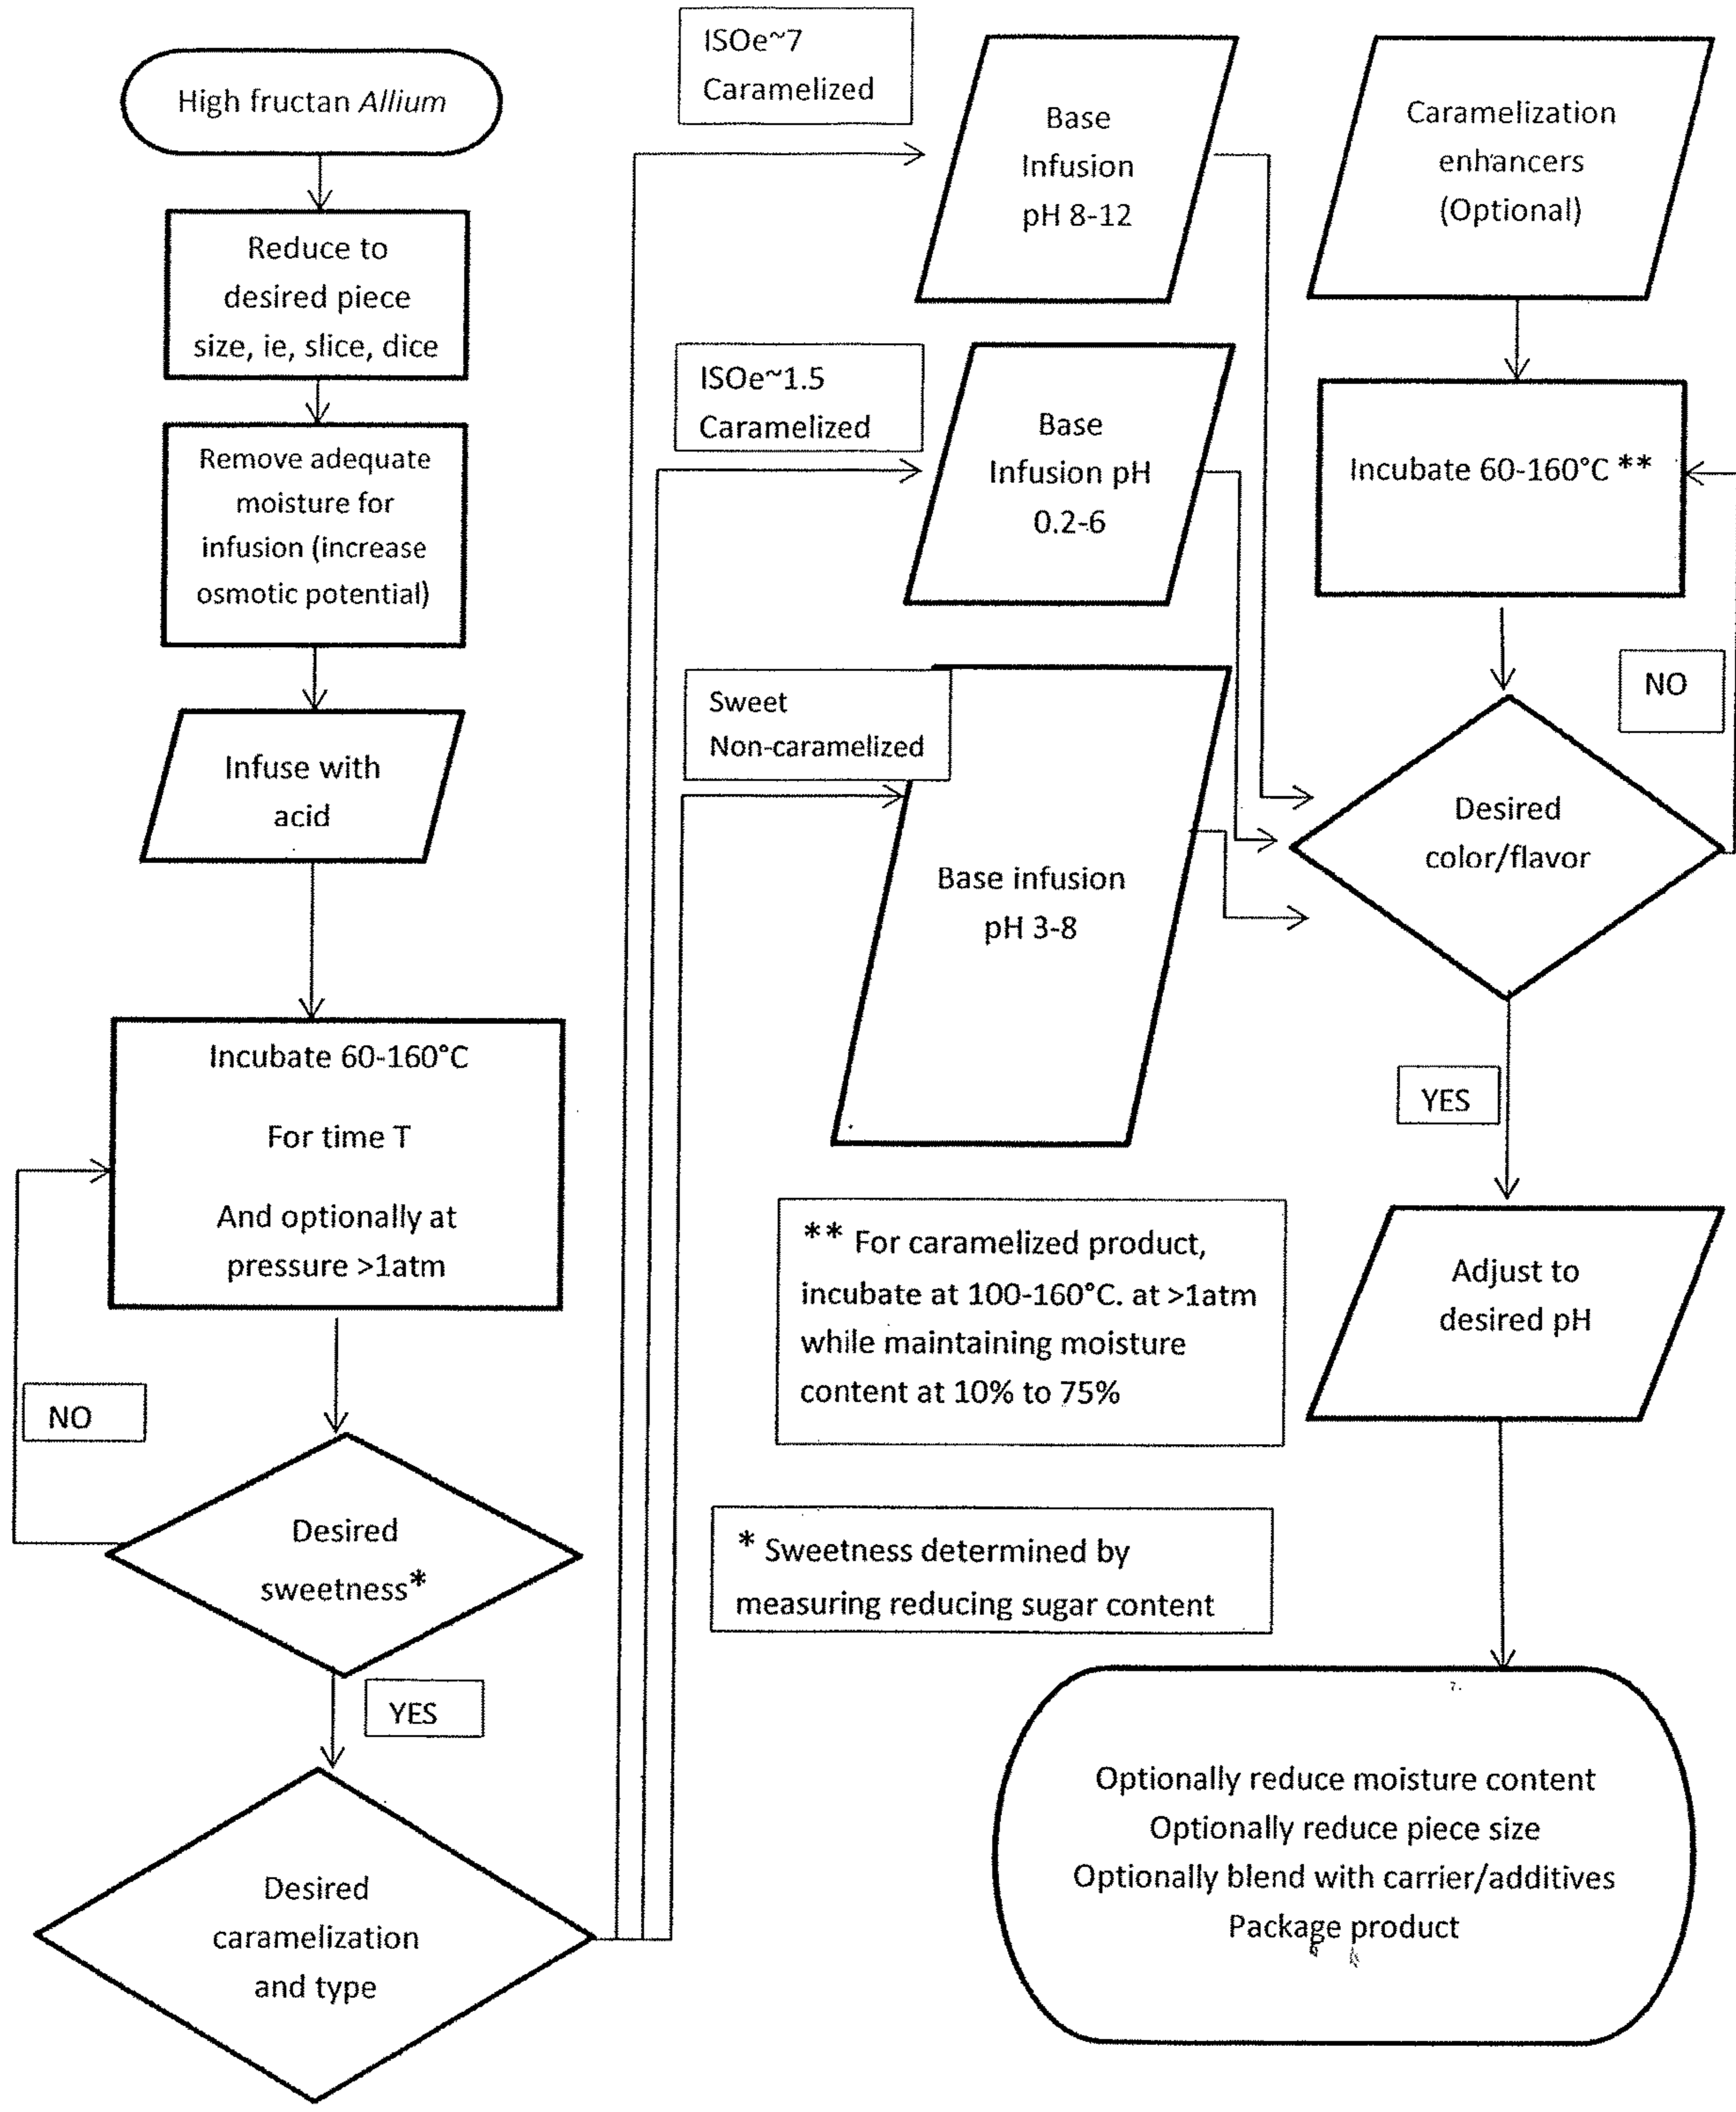 High fructan Allium
Reduce to
desired piece
size, ie, slice, dice
Remove adequate
moisture for
infusion (increase
osmotic potential)
Infuse with
acid
Incubate 60-160°C
For time T
And optionally at
pressure >1atm
NO
Desired
sweetness*
YES
Desired
caramelization
and type
ISOe~7
Caramelized
Base
Infusion
pH 8-12
ISOe~1.5
Caramelized
Base
Infusion pH
0.2-6
Sweet
Non-caramelized
Base infusion
pH 3-8
** For caramelized product,
incubate at 100-160°C. at >1atm
while maintaining moisture
content at 10% to 75%
* Sweetness determined by
measuring reducing sugar content
Caramelization
enhancers
(Optional)
Incubate 60-160°C **
NO
Desired
color/flavor
YES
Adjust to
desired pH
Optionally reduce moisture content
Optionally reduce piece size
Optionally blend with carrier/additives
Package product